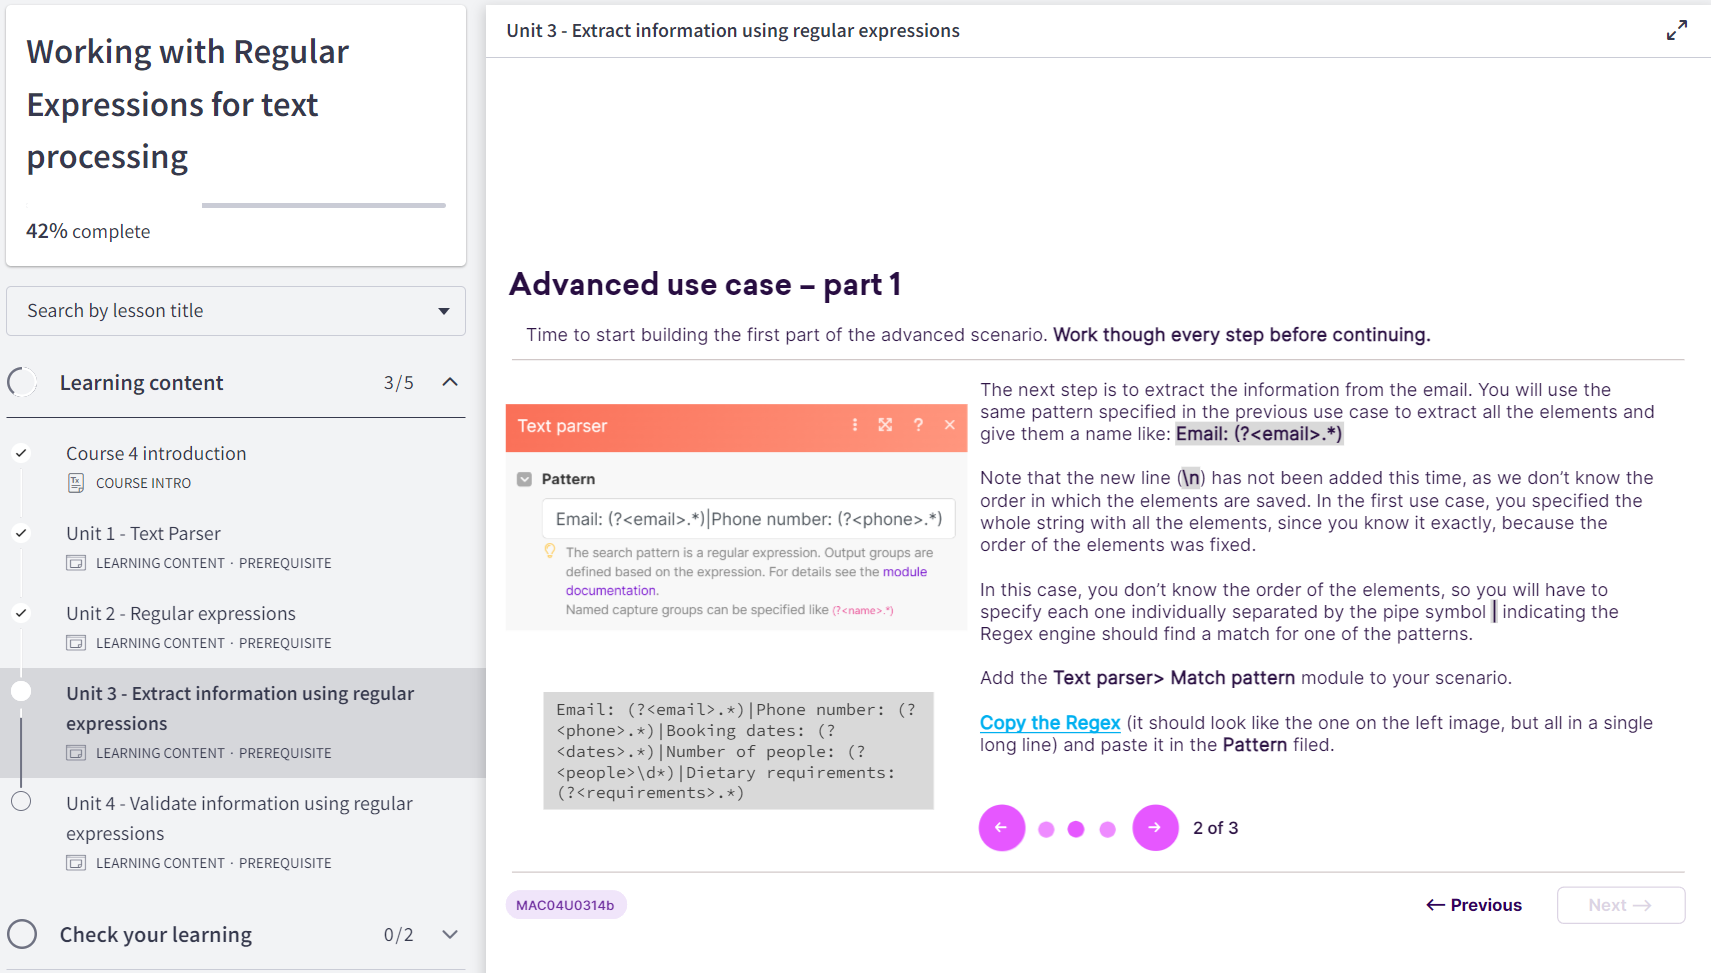 Working with Regular
Expressions for text
processing
42% complete
Search by lesson title
Learning content 3/5
Course 4 introduction
COURSE INTRO
Unit 1 - Text Parser
LEARNING CONTENT · PREREQUISITE
Unit 2 - Regular expressions
LEARNING CONTENT · PREREQUISITE
Unit 3 - Extract information using regular
expressions
LEARNING CONTENT · PREREQUISITE
Unit 4 - Validate information using regular
expressions
LEARNING CONTENT · PREREQUISITE
Check your learning 0/2
Unit 3 - Extract information using regular expressions
Advanced use case – part 1
Time to start building the first part of the advanced scenario. Work though every step before continuing.
Text parser ?
Pattern
Email: (?<email>.*)|Phone number: (?<phone>.*)
The search pattern is a regular expression. Output groups are
defined based on the expression. For details see the module
documentation.
Named capture groups can be specified like (?<name>.*)
Email: (?<email>.*)|Phone number: (?
<phone>.*)|Booking dates: (?
<dates>.*)|Number of people: (?
<people>\d*)|Dietary requirements:
(?<requirements>.*)
The next step is to extract the information from the email. You will use the
same pattern specified in the previous use case to extract all the elements and
give them a name like: Email: (?<email>.*)
Note that the new line (\n) has not been added this time, as we don’t know the
order in which the elements are saved. In the first use case, you specified the
whole string with all the elements, since you know it exactly, because the
order of the elements was fixed.
In this case, you don’t know the order of the elements, so you will have to
specify each one individually separated by the pipe symbol | indicating the
Regex engine should find a match for one of the patterns.
Add the Text parser> Match pattern module to your scenario.
Copy the Regex (it should look like the one on the left image, but all in a single
long line) and paste it in the Pattern filed.
2 of 3
MAC04U0314b
← Previous
Next →